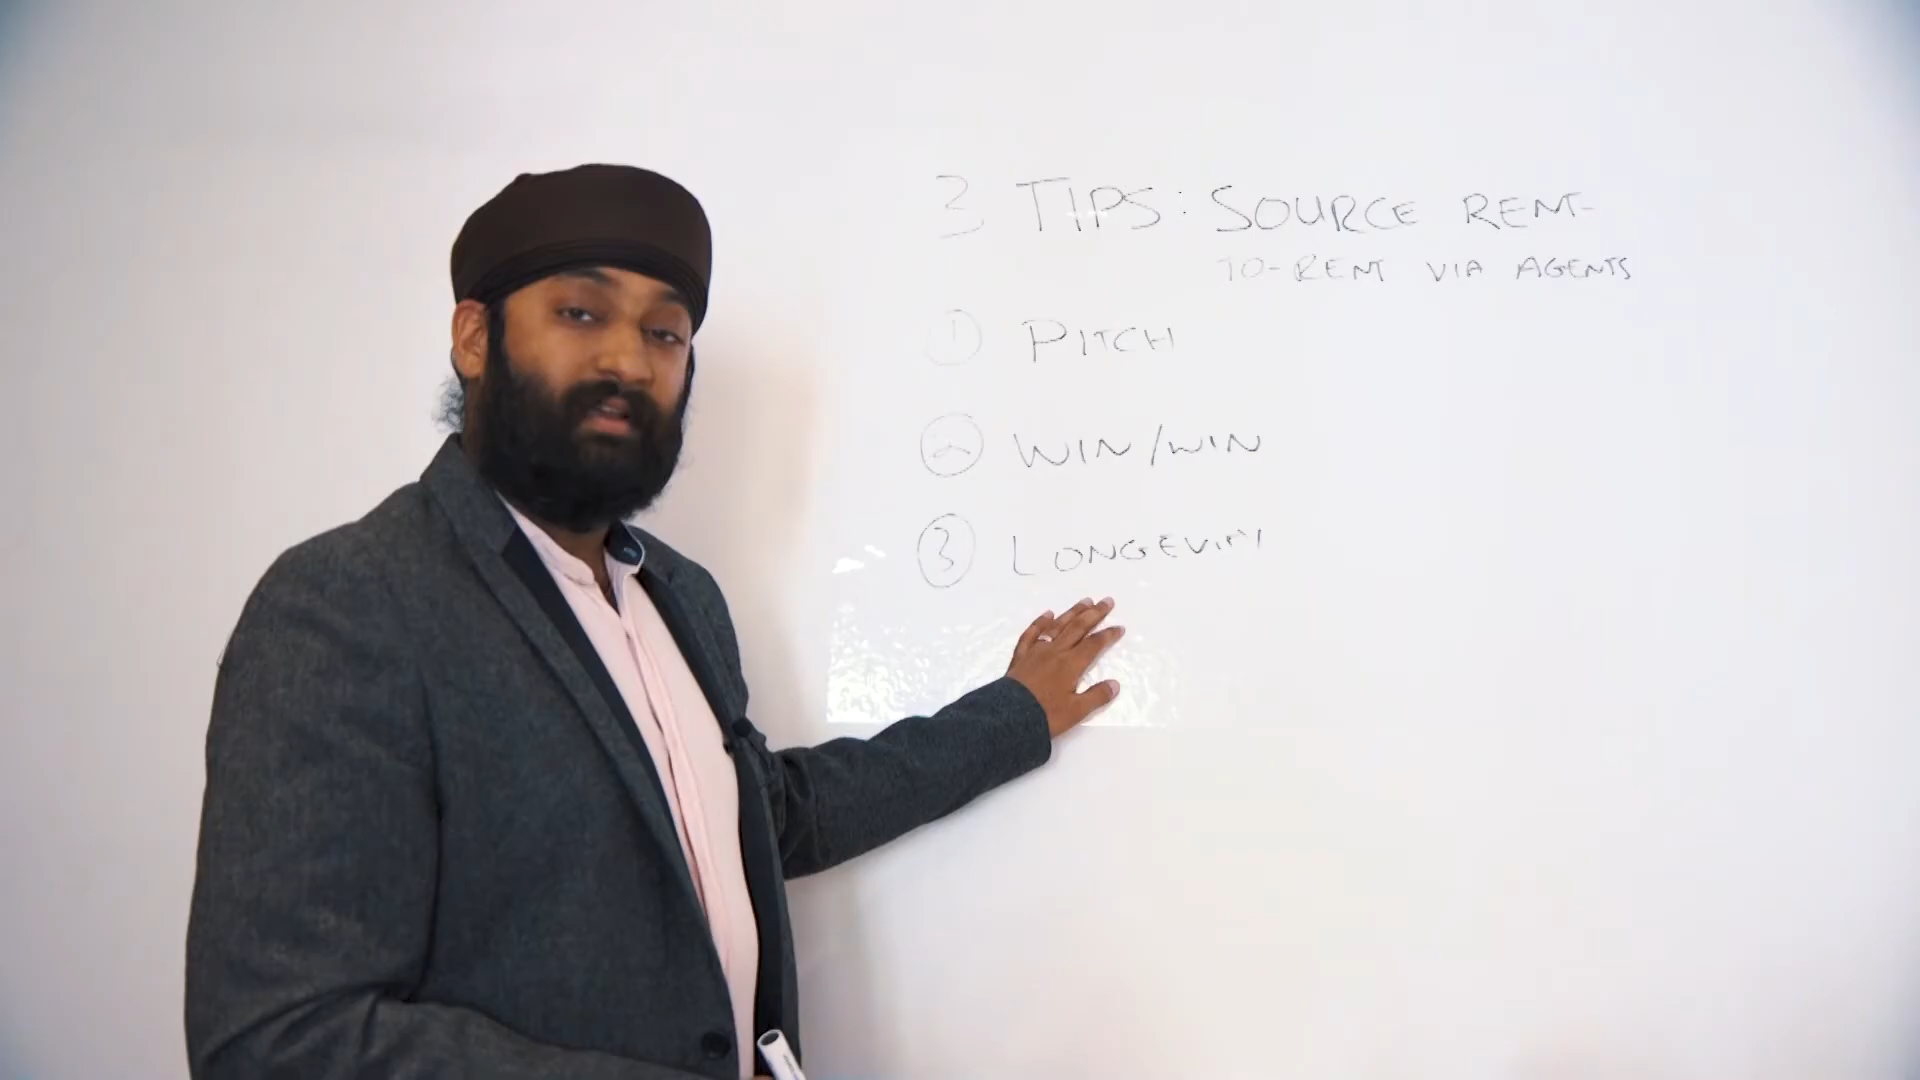 3 TIPS: SOURCE RENT-
TO-RENT VIA AGENTS
1 PITCH
2 WIN/WIN
3 LONGEVITY